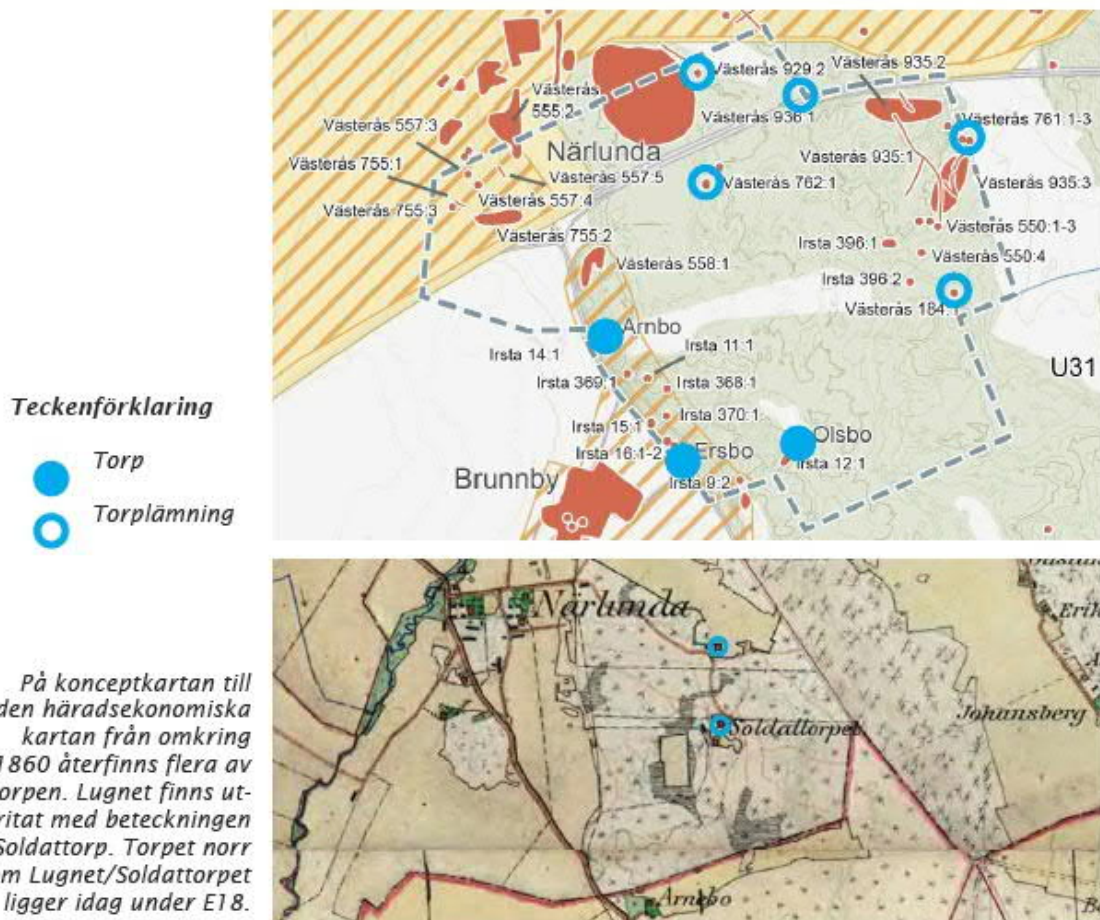 Teckenförklaring
Torp
Torplämning
Västerås 929:2
Västerås 935:2
Västerås
555:2
Västerås 557:3
Västerås 936:1
Västerås 761:1-3
Närlunda
Västerås 755:1
Västerås 557:5
Västerås 935:1
Västerås 762:1
Västerås 935:3
Västerås 557:4
Västerås 755:3
Västerås 755:2
Västerås 550:1-3
Irsta 396:1
Västerås 550:4
Västerås 558:1
Irsta 396:2
Västerås 184:
Arnbo
Irsta 14:1
Irsta 11:1
U31
Irsta 369:1
Irsta 368:1
Irsta 370:1
Irsta 15:1
Olsbo
Irsta 16:1-2
Ersbo
Irsta 12:1
Brunnby
Irsta 9:2
På konceptkartan till
den häradsekonomiska
kartan från omkring
1860 återfinns flera av
orpen. Lugnet finns ut-
ritat med beteckningen
Soldattorp. Torpet norr
om Lugnet/Soldattorpet
ligger idag under E18.
Närlunda
Erik
Soldattorpet
Johansberg
Arnebo